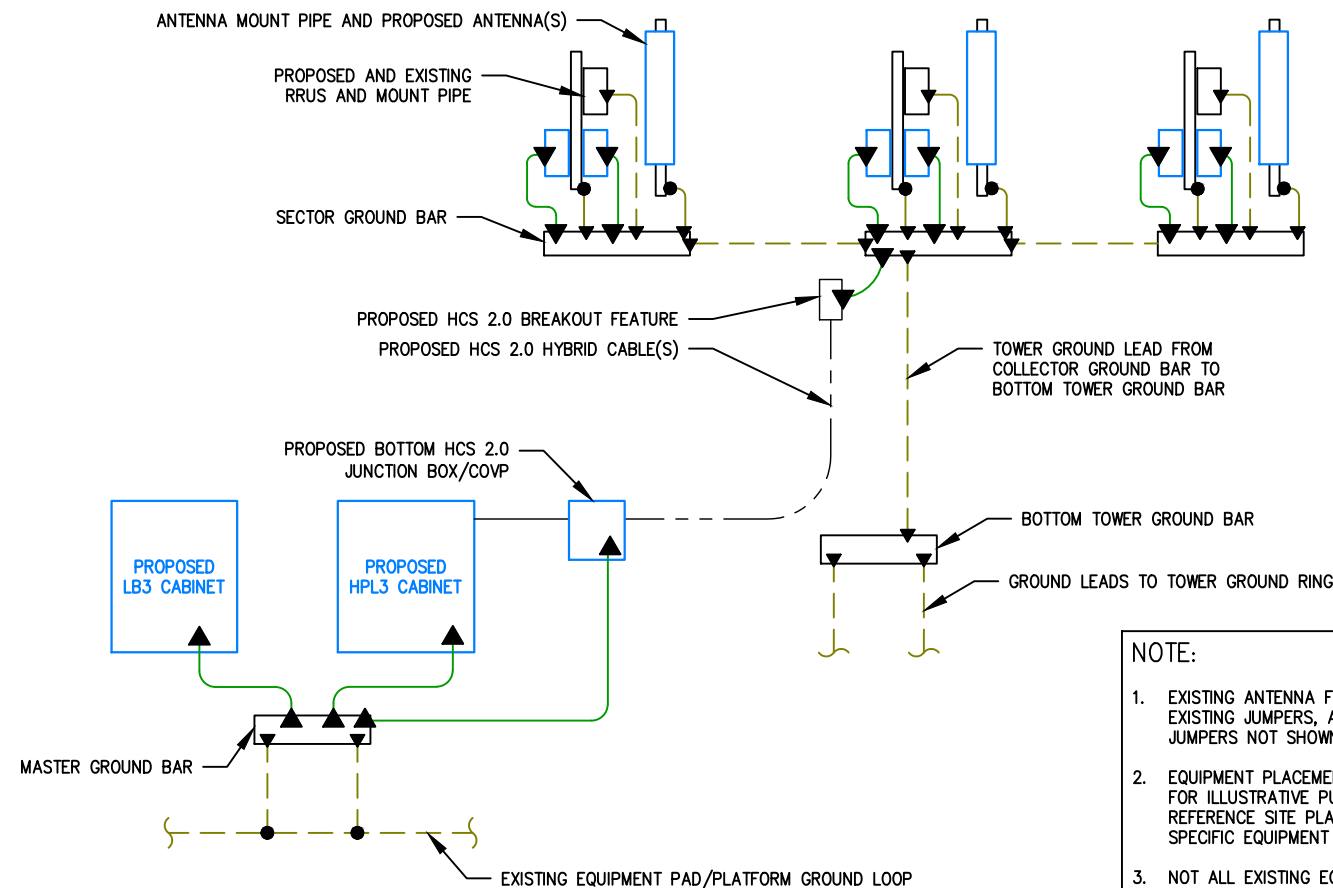 ANTENNA MOUNT PIPE AND PROPOSED ANTENNA(S)
PROPOSED AND EXISTING
RRUS AND MOUNT PIPE
SECTOR GROUND BAR
PROPOSED HCS 2.0 BREAKOUT FEATURE
PROPOSED HCS 2.0 HYBRID CABLE(S)
TOWER GROUND LEAD FROM
COLLECTOR GROUND BAR TO
BOTTOM TOWER GROUND BAR
PROPOSED BOTTOM HCS 2.0
JUNCTION BOX/COVP
BOTTOM TOWER GROUND BAR
PROPOSED
LB3 CABINET
PROPOSED
HPL3 CABINET
GROUND LEADS TO TOWER GROUND RING
MASTER GROUND BAR
EXISTING EQUIPMENT PAD/PLATFORM GROUND LOOP
NOTE:
1. EXISTING ANTENNA
EXISTING JUMPERS,
JUMPERS NOT SHOWN
2. EQUIPMENT
FOR ILLUSTRATIVE
REFERENCE SITE
SPECIFIC EQUIPMENT
3. NOT ALL EXISTING